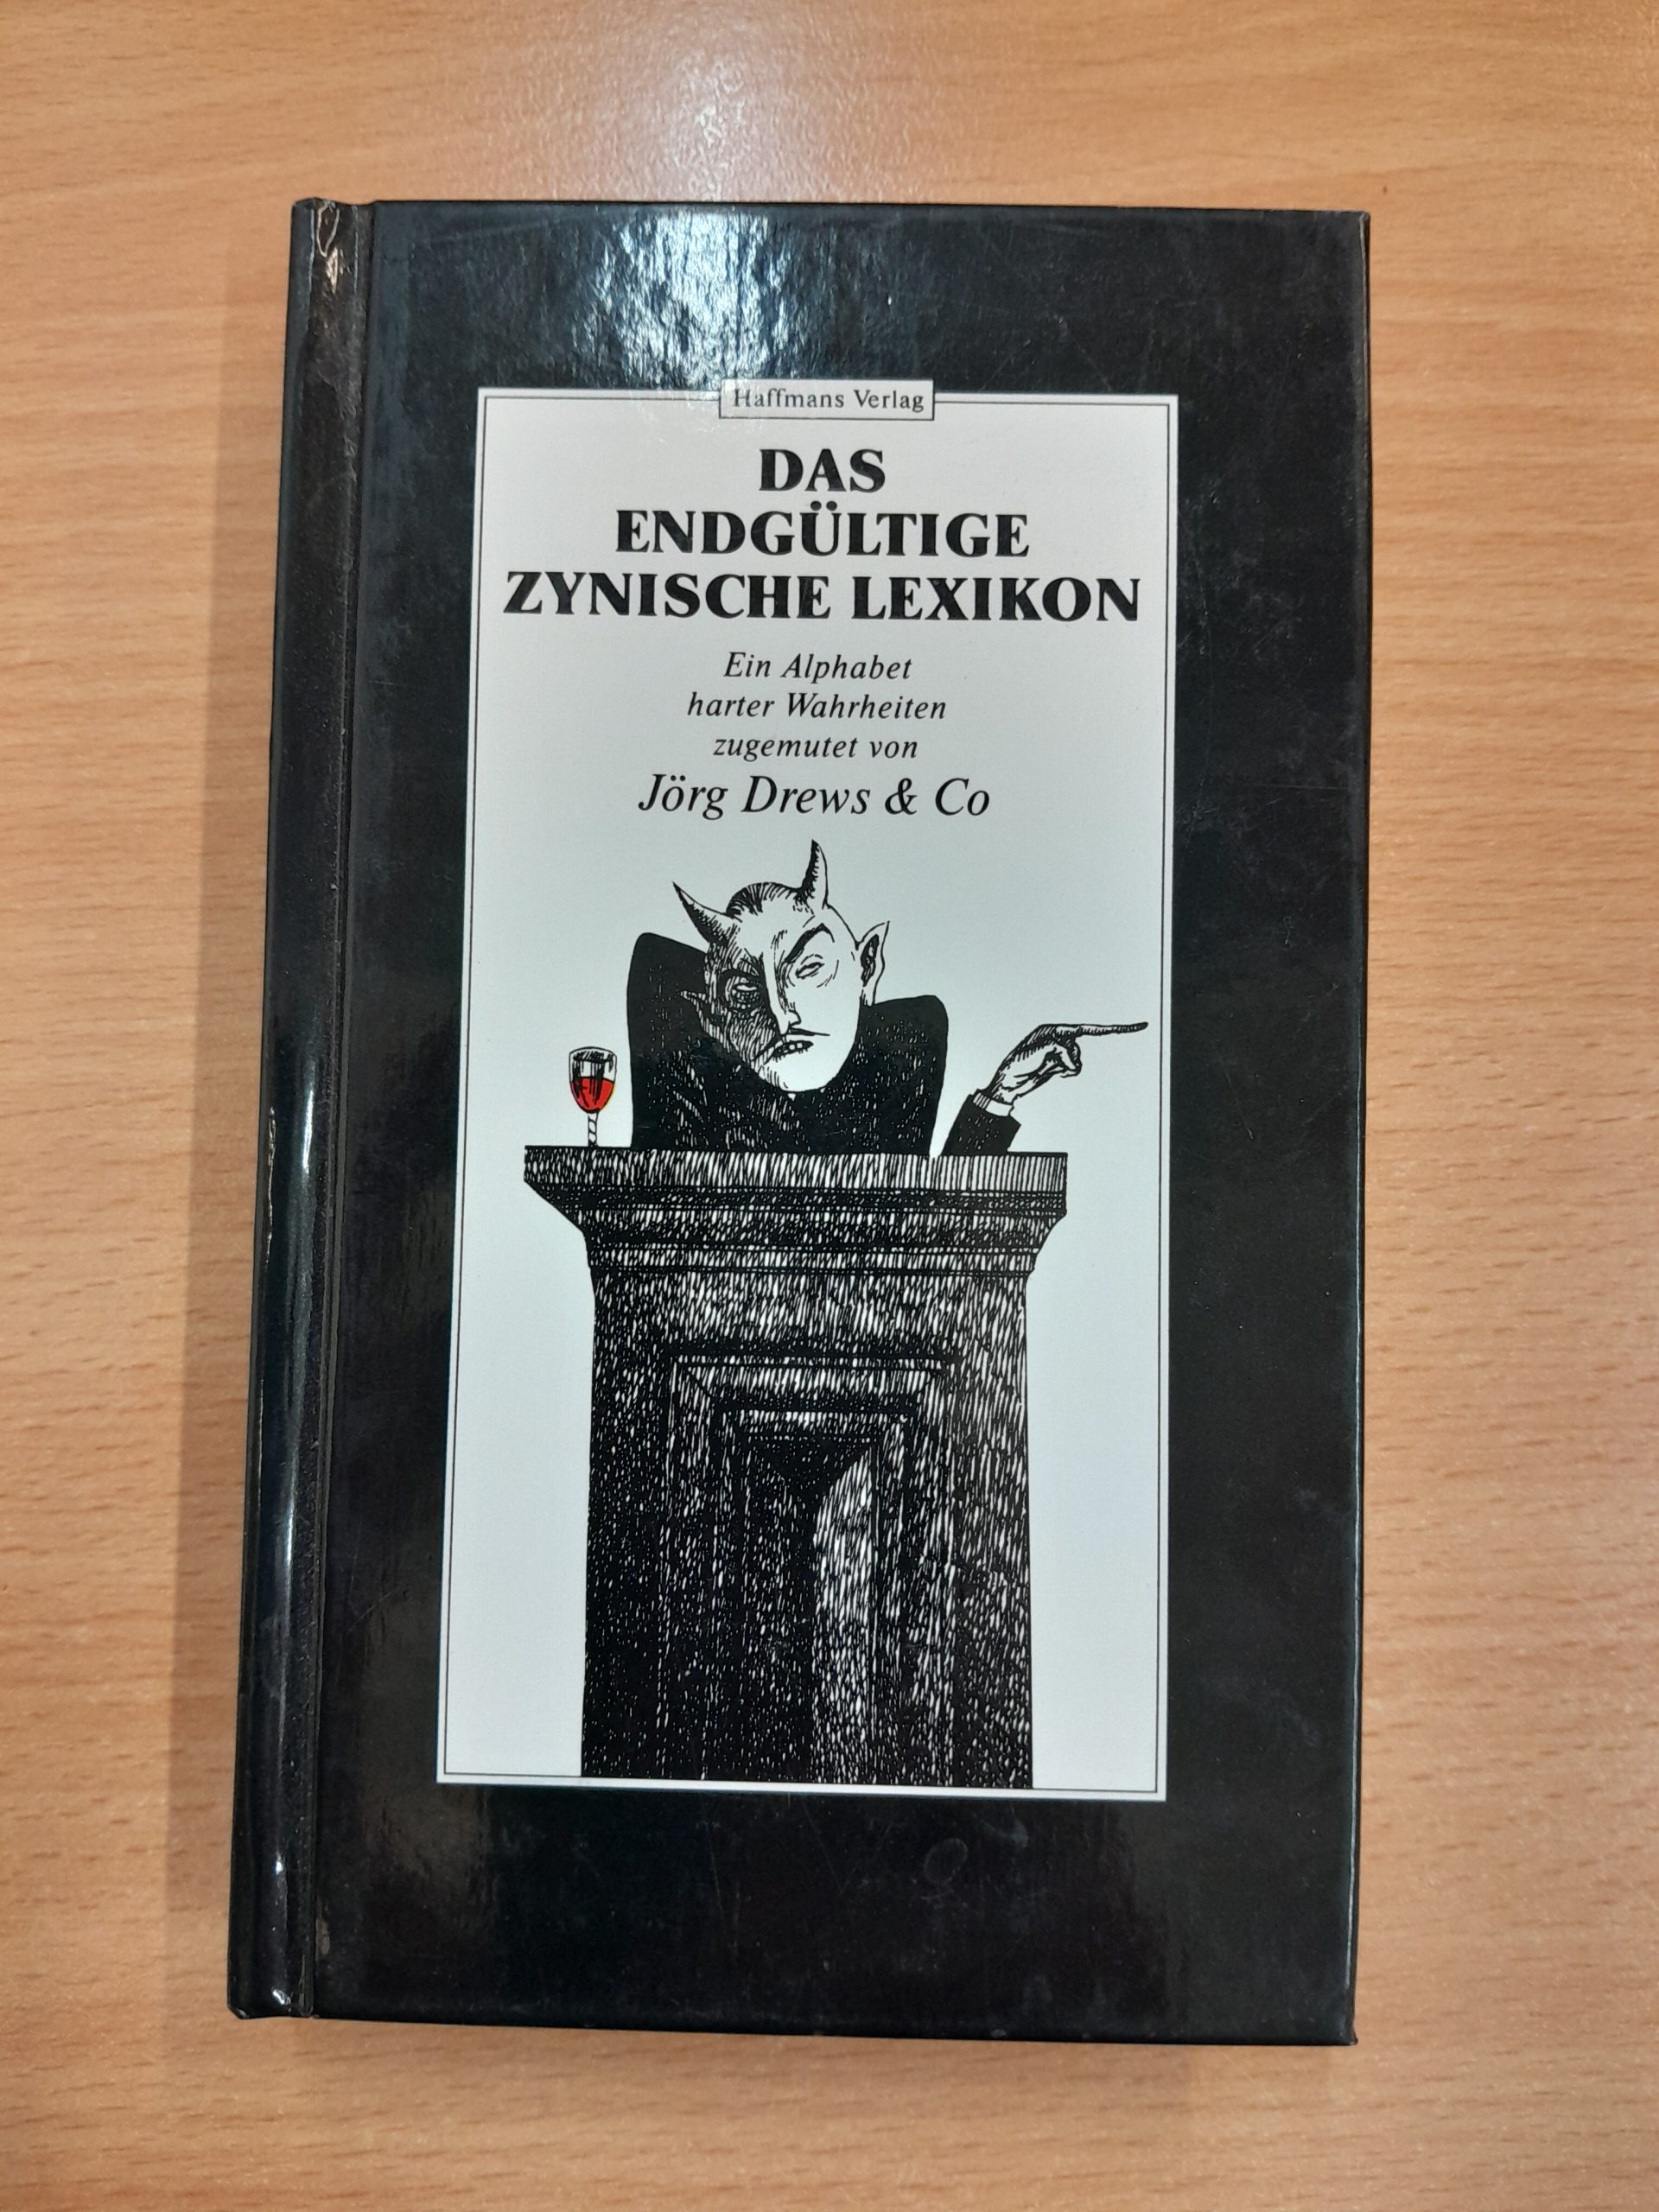 Haffmans Verlag
DAS
ENDGÜLTIGE
ZYNISCHE LEXIKON
Ein Alphabet
harter Wahrheiten
zugemutet von
Jörg Drews & Co